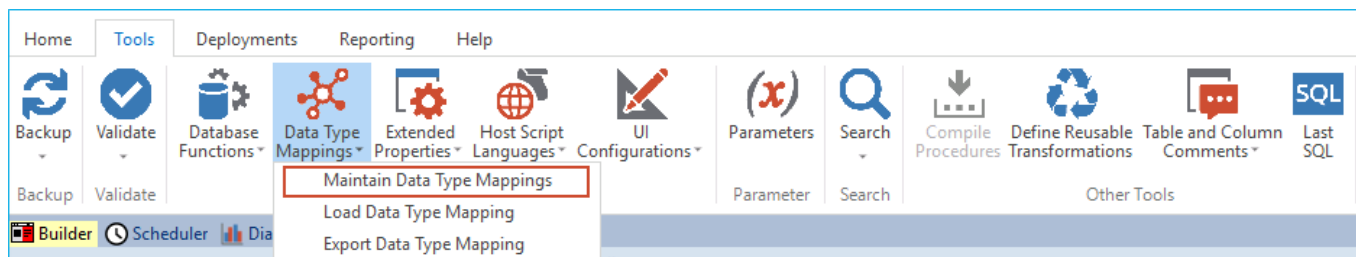 Home Tools Deployments Reporting Help
(x)
SQL
Backup Validate Database Data Type Extended Host Script UI Parameters Search Compile Define Reusable Table and Column Last
Functions Mappings Properties Languages Configurations Procedures Transformations Comments SQL
Maintain Data Type Mappings
Backup Validate Parameter Search Other Tools
Load Data Type Mapping
Builder Scheduler Dia
Export Data Type Mapping